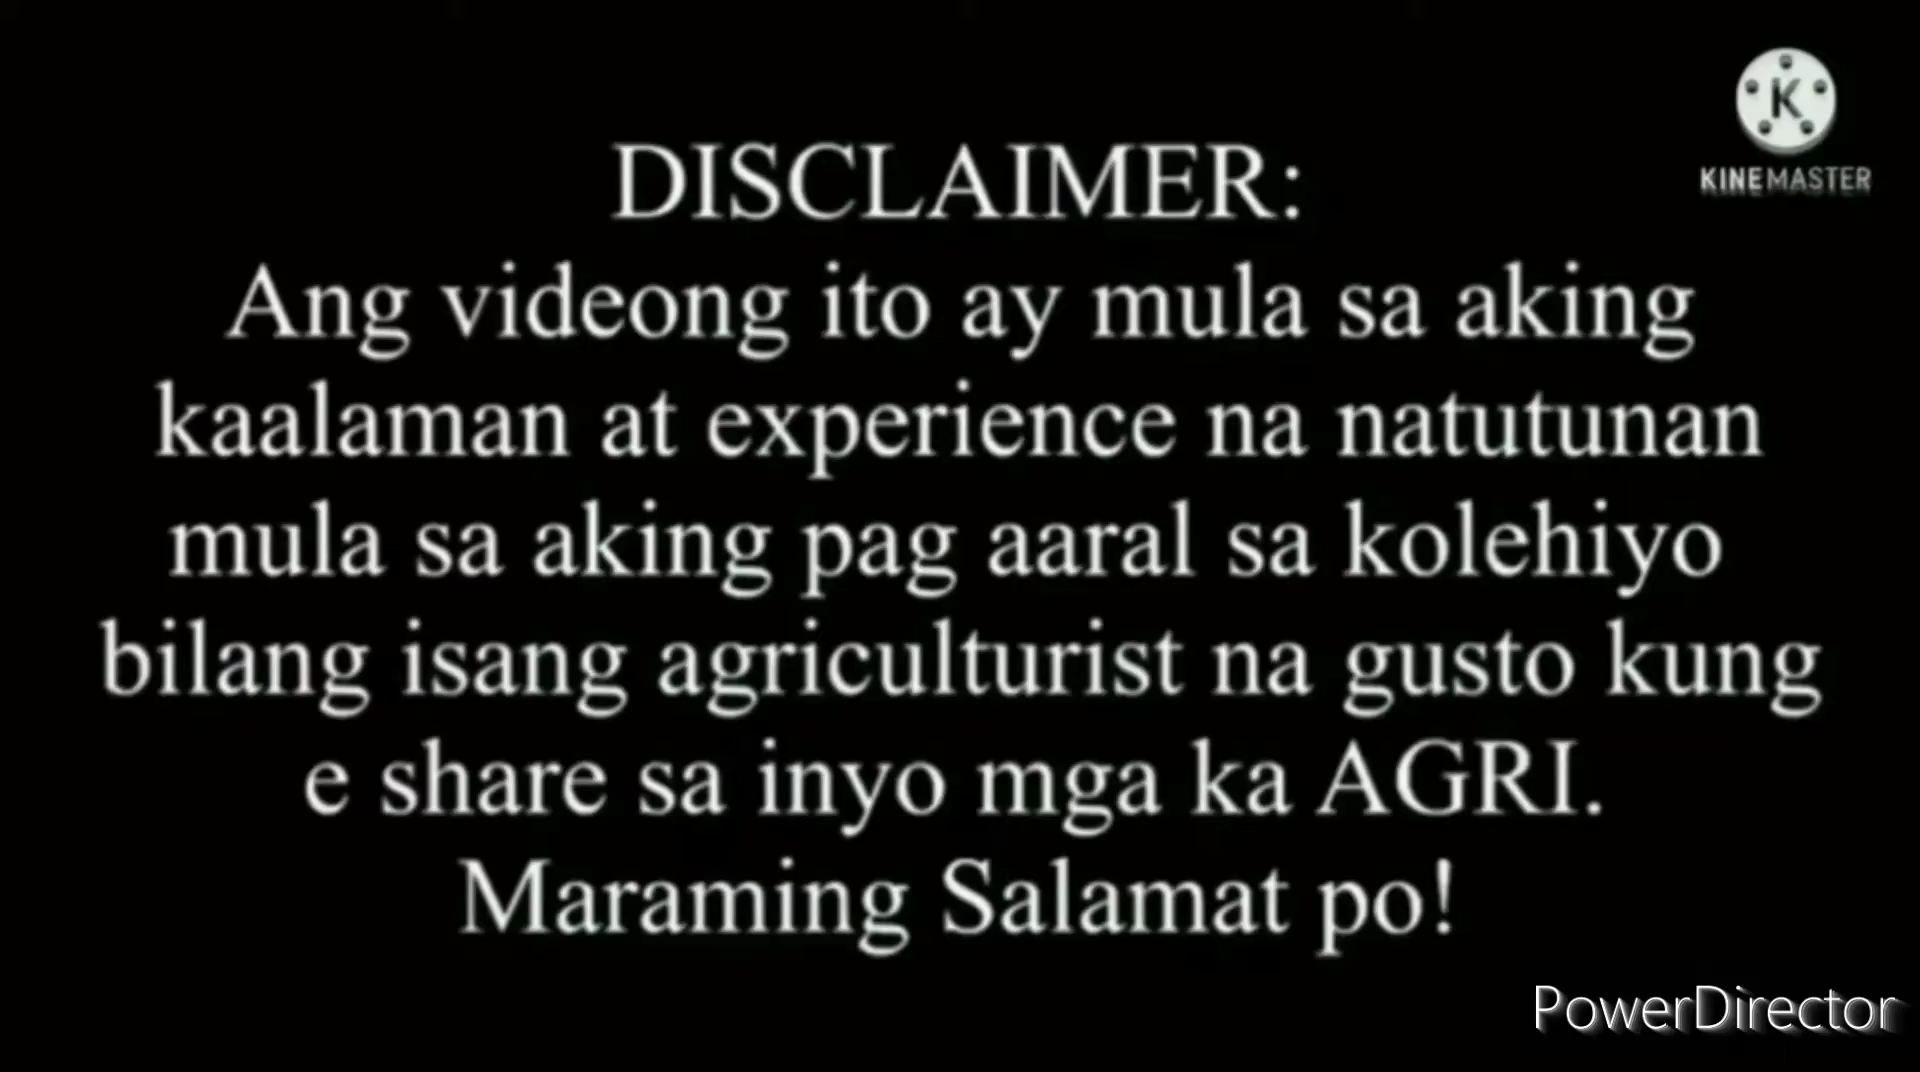 KINEMASTER
DISCLAIMER:
Ang videong ito ay mula sa aking
kaalaman at experience na natutunan
mula sa aking pag aaral sa kolehiyo
bilang isang agriculturist na gusto kung
e share sa inyo mga ka AGRI.
Maraming Salamat po!
PowerDirector